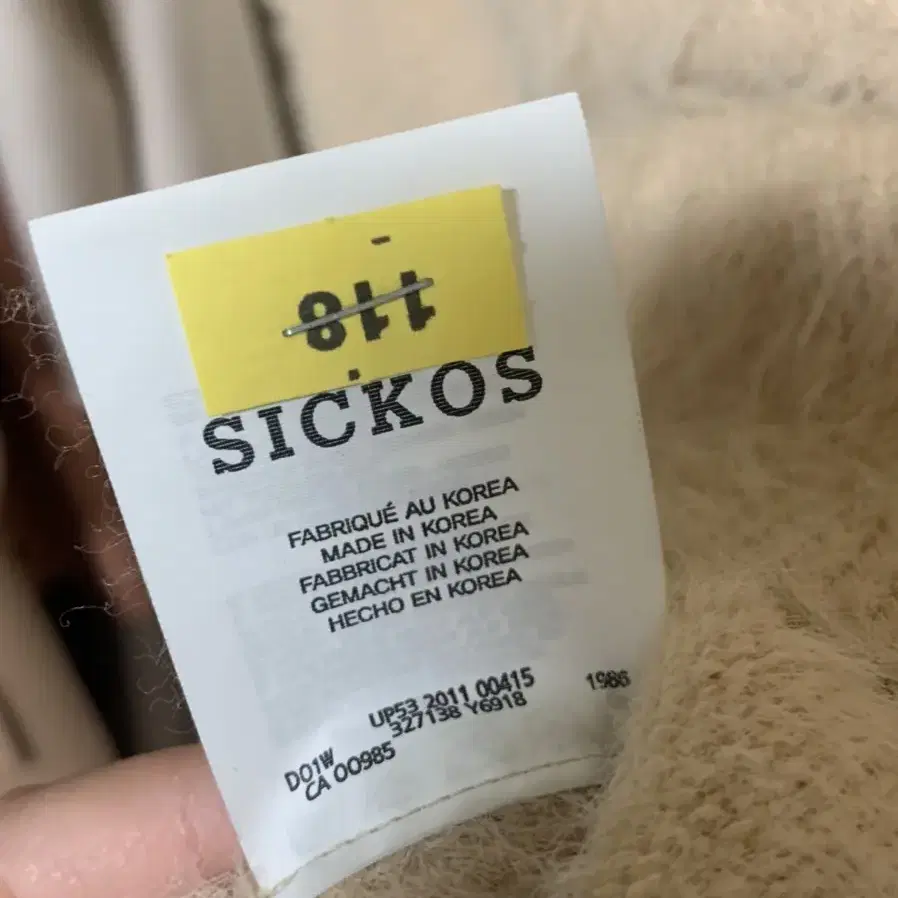 118
SICKOS
FABRIQUÉ AU KOREA
MADE IN KOREA
FABBRICAT IN KOREA
GEMACHT IN KOREA
HECHO EN KOREA
UP53 2011 00415
327138 Y6918
1986
D01W
CA 00985